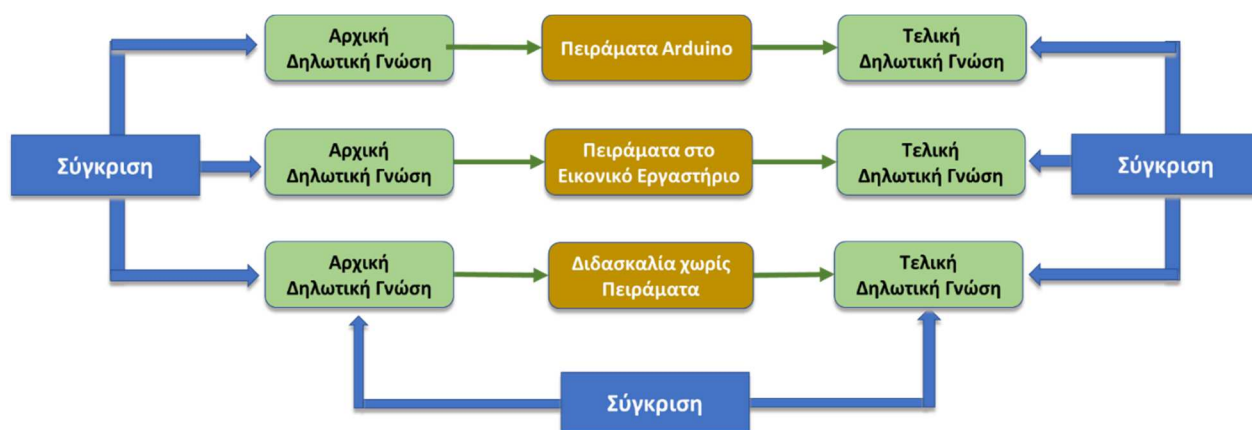 Αρχική
Δηλωτική Γνώση
Πειράματα Arduino
Τελική
Δηλωτική Γνώση
Σύγκριση
Αρχική
Δηλωτική Γνώση
Πειράματα στο
Εικονικό Εργαστήριο
Τελική
Δηλωτική Γνώση
Σύγκριση
Αρχική
Δηλωτική Γνώση
Διδασκαλία χωρίς
Πειράματα
Τελική
Δηλωτική Γνώση
Σύγκριση